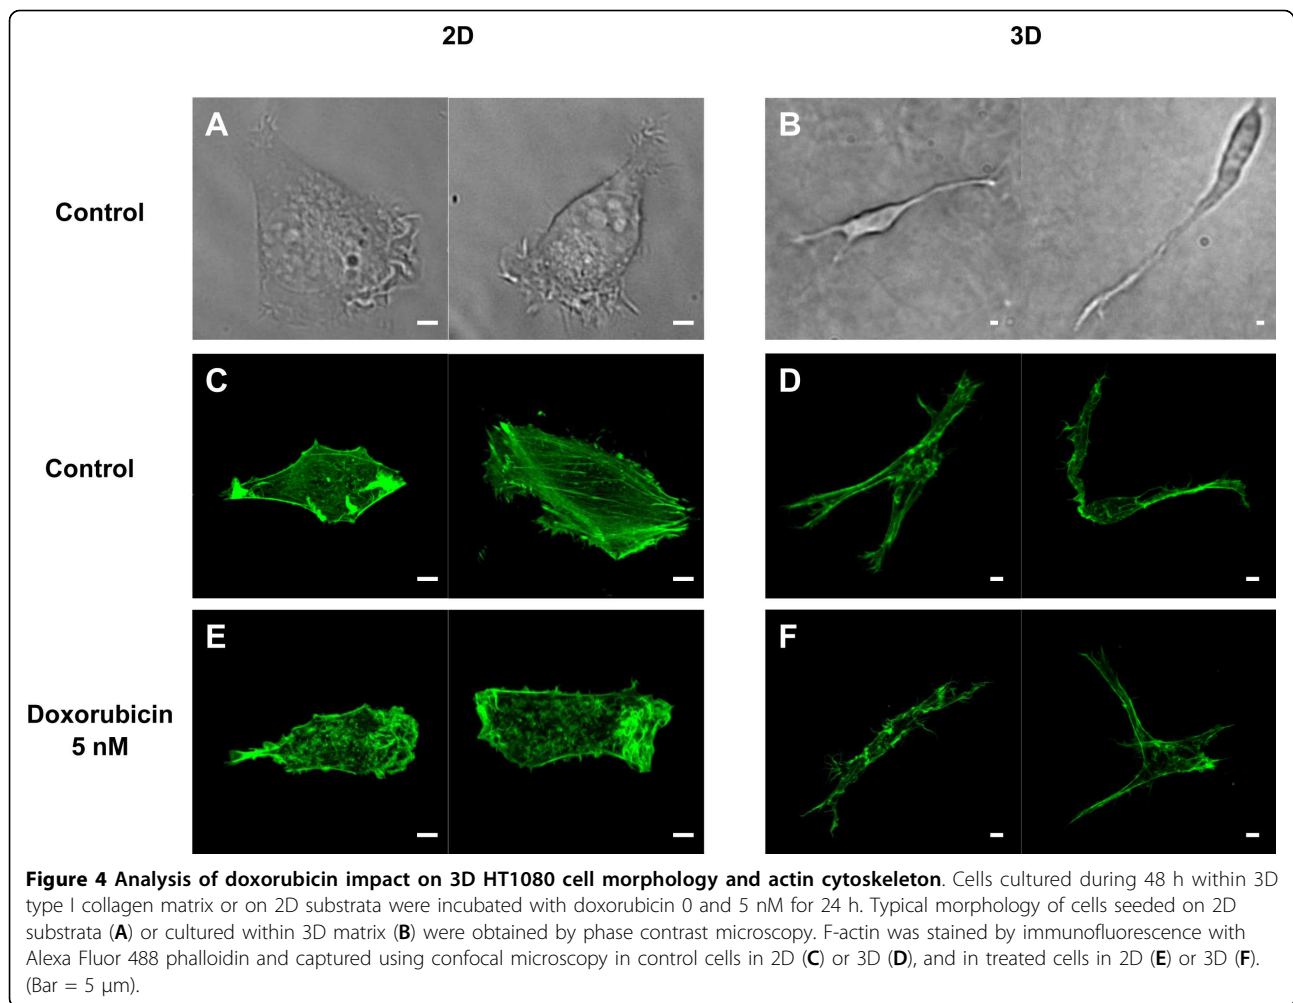 2D 3D
A B
Control
C D
Control
E F
Doxorubicin
5 nM
Figure 4 Analysis of doxorubicin impact on 3D HT1080 cell morphology and actin cytoskeleton. Cells cultured during 48 h within 3D
type I collagen matrix or on 2D substrata were incubated with doxorubicin 0 and 5 nM for 24 h. Typical morphology of cells seeded on 2D
substrata (A) or cultured within 3D matrix (B) were obtained by phase contrast microscopy. F-actin was stained by immunofluorescence with
Alexa Fluor 488 phalloidin and captured using confocal microscopy in control cells in 2D (C) or 3D (D), and in treated cells in 2D (E) or 3D (F).
(Bar = 5 μm).